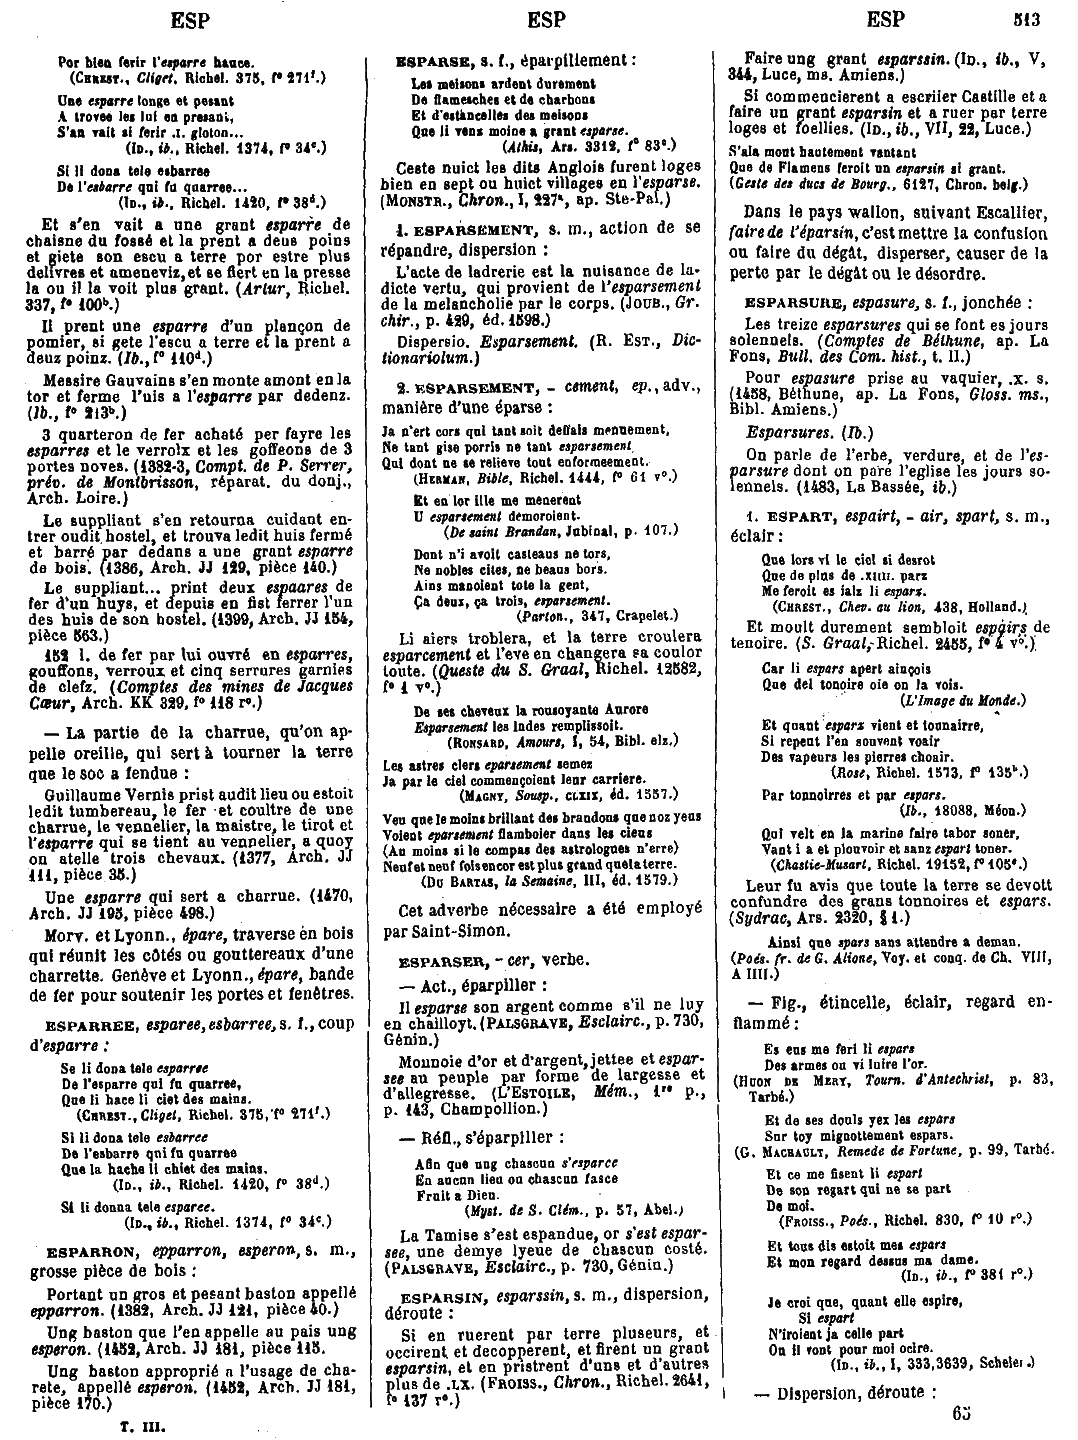 ESP
ESP
ESP
513
Por bien ferir l'esparre hauce.
(CHREST., Cliget, Richel. 375, f° 271f.)
Une esparre longe et pesant
A trovee les lui en presant,
S'an vait si ferir .I. gloton...
(ID., ib., Richel. 1374, f° 34c.)
Si li dona tele esbarree
De l'esbarre qui fu quarree...
(ID., ib., Richel. 1420, f° 38d.)
Et s'en vait a une grant esparre de
chaisne du fossé et la prent a deus poins
et giete son escu a terre por estre plus
delivres et ameneviz, et se fiert en la presse
la ou il la voit plus grant. (Artur, Richel.
337, f° 100b.)
Il prent une esparre d'un plançon de
pomier, si gete l'escu a terre et la prent a
deuz poinz. (Ib., f° 110d.)
Messire Gauvains s'en monte amont en la
tor et ferme l'uis a l'esparre par dedenz.
(Ib., f° 213b.)
3 quarteron de fer achaté per fayre les
esparres et le verroix et les goffeons de 3
portes noves. (1382-3, Compt. de P. Serrer,
prév. de Montbrisson, réparat. du donj.,
Arch. Loire.)
Le suppliant s'en retourna cuidant en-
trer oudit hostel, et trouva ledit huis fermé
et barré par dedans a une grant esparre
de bois. (1386, Arch. JJ 129, pièce 140.)
Le suppliant... print deux espaares de
fer d'un huys, et depuis en fist ferrer l'un
des huis de son hostel. (1399, Arch. JJ 154,
pièce 563.)
152 l. de fer par lui ouvré en esparres,
gouffons, verroux et cinq serrures garnies
de clefz. (Comptes des mines de Jacques
Cœur, Arch. KK 329, f° 118 r°.)
— La partie de la charrue, qu'on ap-
pelle oreille, qui sert à tourner la terre
que le soc a fendue :
Guillaume Vernis prist audit lieu ou estoit
ledit tumbereau, le fer et coultre de une
charrue, le vennelier, la maistre, le tirot et
l'esparre qui se tient au vennelier, a quoy
on atelle trois chevaux. (1377, Arch. JJ
111, pièce 35.)
Une esparre qui sert a charrue. (1470,
Arch. JJ 195, pièce 498.)
Morv. et Lyonn., épare, traverse en bois
qui réunit les côtés ou gouttereaux d'une
charrette. Genève et Lyonn., épare, bande
de fer pour soutenir les portes et fenêtres.
ESPARREE, esparee, esbarree, s. f., coup
d'esparre :
Se li dona tele esparree
De l'esparre qui fu quarree,
Que li hace li ciet des mains.
(CHREST., Cliget, Richel. 375, f° 271f.)
Si li dona tele esbarree
De l'esbarre qui fu quarree
Que la hache li chiet des mains.
(ID., ib., Richel. 1420, f° 38d.)
Si li donna tele esparee.
(ID., ib., Richel. 1374, f° 34c.)
ESPARRON, epparron, esperon, s. m.,
grosse pièce de bois :
Portant un gros et pesant baston appellé
epparron. (1382, Arch. JJ 121, pièce 40.)
Ung baston que l'en appelle au pais ung
esperon. (1452, Arch. JJ 181, pièce 115.
Ung baston approprié a l'usage de cha-
rete, appellé esperon. (1452, Arch. JJ 181,
pièce 170.)
T. III.
ESPARSE, s. f., éparpillement :
Les meisons ardent durement
De flamesches et de charbons
Et d'estancelles des meisons
Que li venz moine a grant esparse.
(Athis, Ars. 3312, f° 83c.)
Ceste nuict les dits Anglois furent loges
bien en sept ou huict villages en l'esparse.
(MONSTR., Chron., I, 227a, ap. Ste-Pal.)
1. ESPARSEMENT, s. m., action de se
répandre, dispersion :
L'acte de ladrerie est la nuisance de la-
dicte vertu, qui provient de l'esparsement
de la melancholie par le corps. (JOUB., Gr.
chir., p. 429, éd. 1598.)
Dispersio. Esparsement. (R. EST., Dic-
tionariolum.)
2. ESPARSEMENT, - cement, ep., adv.,
manière d'une éparse :
Ja n'ert cors qui tant soit deffais menuement,
Ne tant gise porris ne tant esparsement
Qui dont ne se relieve tout enformeement.
(HERMAN, Bible, Richel. 1444, f° 61 v°.)
Et en lor ille me menerent
U esparsement demoroient.
(De saint Brandan, Jubinal, p. 107.)
Dont n'i avoit casteaus ne tors,
Ne nobles cites, ne beaus bors.
Ains manoient tote la gent,
Ça deux, ça trois, esparsement.
(Parton., 347, Crapelet.)
Li aiers troblera, et la terre croulera
esparcement et l'eve en changera sa coulor
toute. (Queste du S. Graal, Richel. 12582,
f° 1 v°.)
De ses cheveux la rousoyante Aurore
Esparsement les Indes remplissoit.
(RONSARD, Amours, I, 54, Bibl. elz.)
Les astres clers eparsement semez
Ja par le ciel commençoient leur carriere.
(MAGNY, Sousp., CLXIX, éd. 1557.)
Veu que le moins brillant des brandons que noz yeus
Voient eparsement flamboier dans les cieus
(Au moins si le compas des astrologues n'erre)
Neuf et neuf fois encor est plus grand que la terre.
(DU BARTAS, la Semaine, III, éd. 1579.)
Cet adverbe nécessaire a été employé
par Saint-Simon.
ESPARSER, - cer, verbe.
— Act., éparpiller :
Il esparse son argent comme s'il ne luy
en chailloyt. (PALSGRAVE, Esclairc., p. 730,
Génin.)
Monnoie d'or et d'argent, jettee et espar-
see au peuple par forme de largesse et
d'allegresse. (L'ESTOILE, Mém., 1re p.,
p. 143, Champollion.)
— Réfl., s'éparpiller :
Afin que ung chascun s'esparce
En aucun lieu ou chascun fasce
Fruit a Dieu.
(Myst. de S. Clém., p. 57, Abel.)
La Tamise s'est espandue, or s'est espar-
see, une demye lyeue de chascun costé.
(PALSGRAVE, Esclairc., p. 730, Génin.)
ESPARSIN, esparssin, s. m., dispersion,
déroute :
Si en ruerent par terre pluseurs, et
occirent et decopperent, et firent un grant
esparsin, et en pristrent d'uns et d'autres
plus de .LX. (FROISS., Chron., Richel. 2641,
f° 137 r°.)
Faire ung grant esparssin. (ID., ib., V,
344, Luce, ms. Amiens.)
Si commencierent a escriier Castille et a
faire un grant esparsin et a ruer par terre
loges et foellies. (ID., ib., VII, 22, Luce.)
S'ala mont hautement vantant
Que de Flamens feroit un esparsin si grant.
(Geste des ducs de Bourg., 6127, Chron. belg.)
Dans le pays wallon, suivant Escallier,
faire de l'éparsin, c'est mettre la confusion
ou faire du dégât, disperser, causer de la
perte par le dégât ou le désordre.
ESPARSURE, espasure, s. f., jonchée :
Les treize esparsures qui se font es jours
solennels. (Comptes de Béthune, ap. La
Fons, Bull. des Com. hist., t. II.)
Pour espasure prise au vaquier, .X. s.
(1458, Béthune, ap. La Fons, Gloss. ms.,
Bibl. Amiens.)
Esparsures. (Ib.)
On parle de l'erbe, verdure, et de l'es-
parsure dont on pare l'eglise les jours so-
lennels. (1483, La Bassée, ib.)
1. ESPART, espairt, - air, spart, s. m.,
éclair :
Que lors vi le ciel si desrot
Que de plus de .XIIII. parz
Me feroit es ialz li esparz.
(CHREST., Chev. au lion, 438, Holland.)
Et moult durement sembloit espairs de
tenoire. (S. Graal, Richel. 2455, f° 4 v°.)
Car li espars apert ainçois
Que del tonoire oie on la vois.
(L'Image du Monde.)
Et quant esparz vient et tonnairre,
Si repent l'en souvent voair
Des vapeurs les pierres choair.
(Rose, Richel. 1573, f° 135b.)
Par tonnoirres et par espars.
(Ib., 18088, Méon.)
Qui velt en la marine faire tabor soner,
Vant i a et plouvoir et sanz espart toner.
(Chastie-Musart, Richel. 19152, f° 105e.)
Leur fu avis que toute la terre se devoit
confundre des grans tonnoires et espars.
(Sydrac, Ars. 2320, § 1.)
Ainsi que spars sans attendre a deman.
(Poés. fr. de G. Alione, Voy. et conq. de Ch. VIII,
A IIII.)
— Fig., étincelle, éclair, regard en-
flammé :
Es eus me feri li espars
Des armes ou vi luire l'or.
(HUON DE MERY, Tourn. d'Antechrist, p. 83,
Tarbé.)
Et de ses douls yex les espars
Sur toy mignottement espars.
(G. MACHAULT, Remede de Fortune, p. 99, Tarbé.
Et ce me fisent li espart
De son regart qui ne se part
De moi.
(FROISS., Poés., Richel. 830, f° 10 r°.)
Et tous dis estoit mes espars
Et mon regard dessus ma dame.
(ID., ib., f° 381 r°.)
Je croi que, quant elle espire,
Si espart
N'iroient ja celle part
Ou il vont pour moi ocire.
(ID., ib., I, 333, 3639, Scheler.)
— Dispersion, déroute :
65